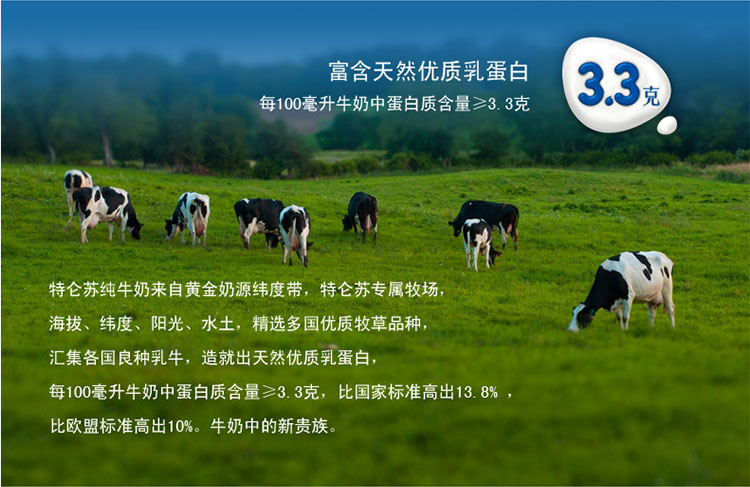 富含天然优质乳蛋白
每100毫升牛奶中蛋白质含量≥3.3克
3.3克
特仑苏纯牛奶来自黄金奶源纬度带，特仑苏专属牧场，
海拔、纬度、阳光、水土，精选多国优质牧草品种，
汇集各国良种乳牛，造就出天然优质乳蛋白，
每100毫升牛奶中蛋白质含量≥3.3克，比国家标准高出13.8% ，
比欧盟标准高出10%。牛奶中的新贵族。